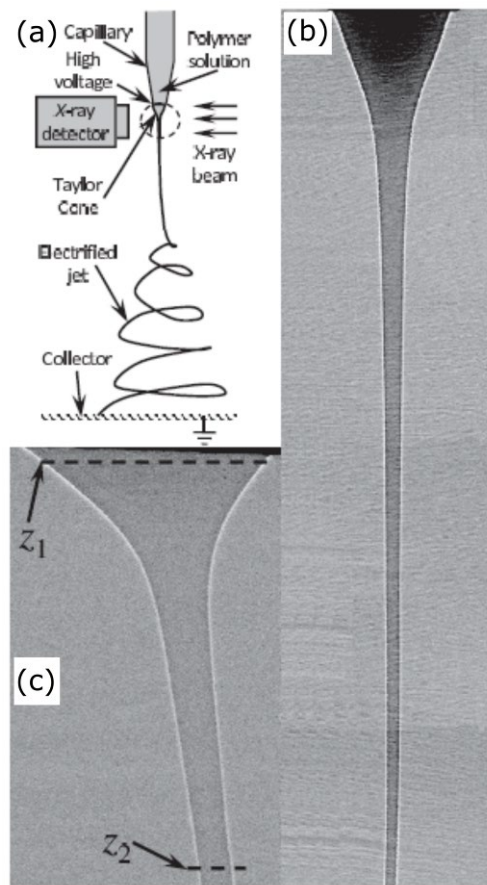 (a)
Capillary
High
voltage
Polymer
solution
X-ray
detector
X-ray
beam
Taylor
Cone
Electrified
jet
Collector
(b)
z1
(c)
z2